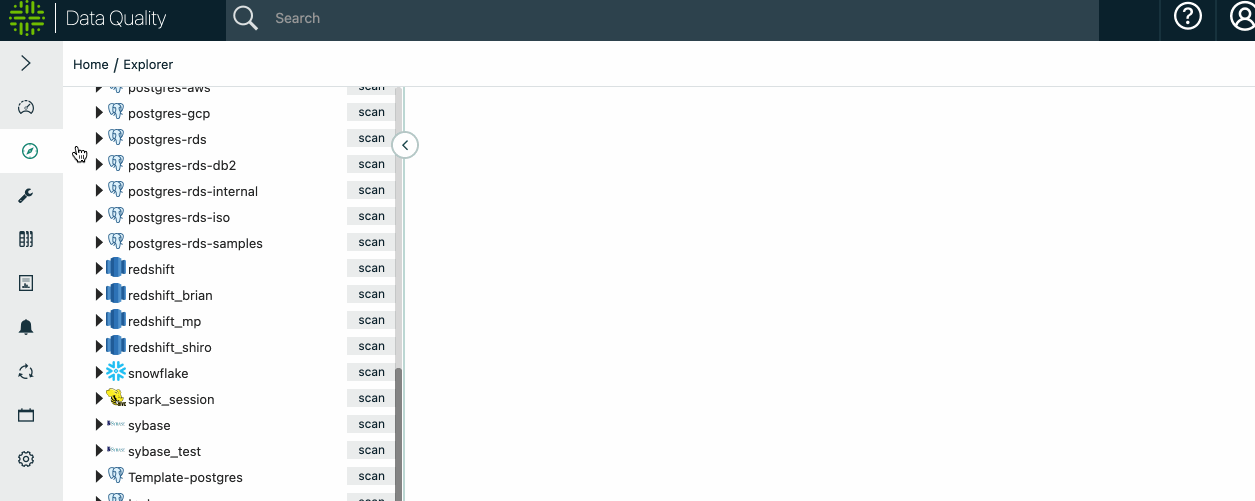 Data Quality
Search
Home / Explorer
postgres-aws scan
postgres-gcp scan
postgres-rds scan
postgres-rds-db2 scan
postgres-rds-internal scan
postgres-rds-iso scan
postgres-rds-samples scan
redshift scan
redshift_brian scan
redshift_mp scan
redshift_shiro scan
snowflake scan
spark_session scan
sybase scan
sybase_test scan
Template-postgres scan